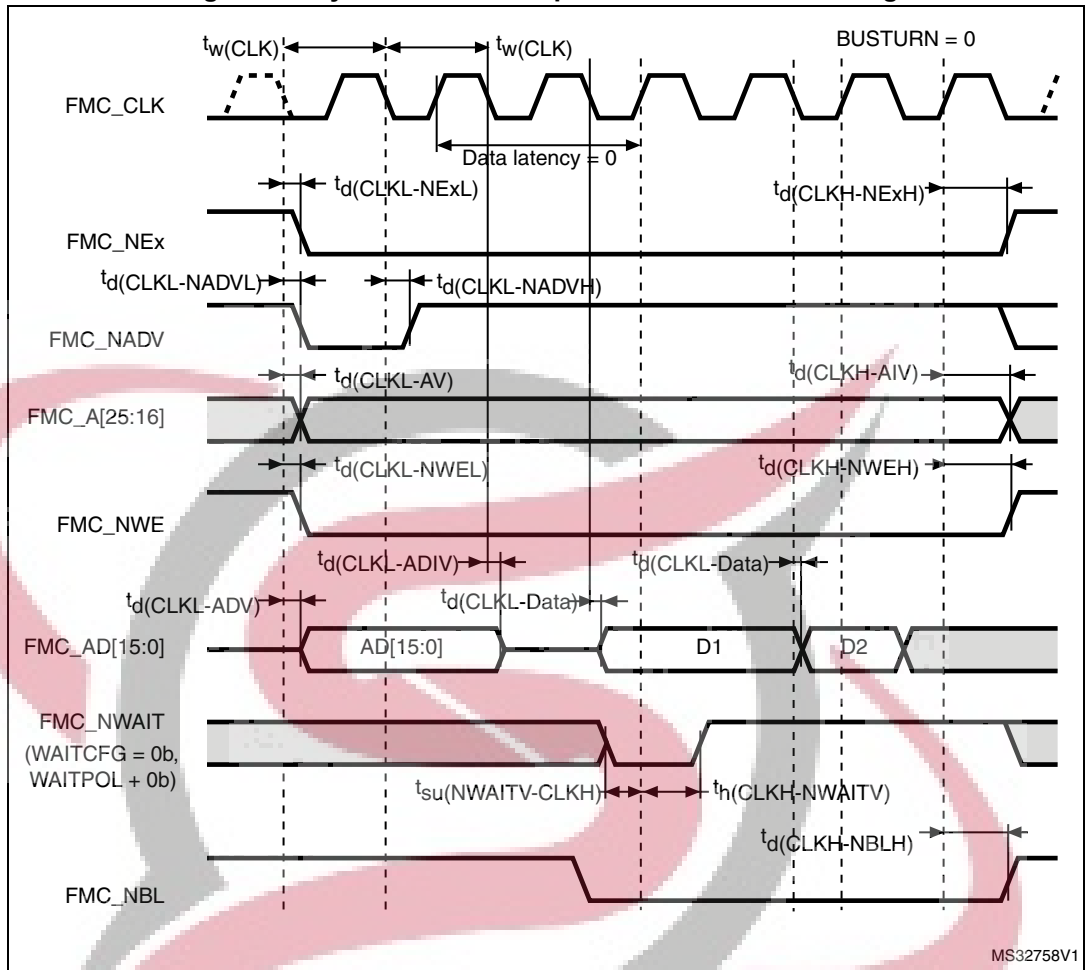 tw(CLK)
tw(CLK)
BUSTURN = 0
FMC_CLK
Data latency = 0
td(CLKL-NExL)
td(CLKH-NExH)
FMC_NEx
td(CLKL-NADVL)
td(CLKL-NADVH)
FMC_NADV
td(CLKL-AV)
td(CLKH-AIV)
FMC_A[25:16]
td(CLKL-NWEL)
td(CLKH-NWEH)
FMC_NWE
td(CLKL-ADIV)
td(CLKL-Data)
td(CLKL-ADV)
td(CLKL-Data)
FMC_AD[15:0]
AD[15:0]
D1
D2
FMC_NWAIT
(WAITCFG = 0b,
WAITPOL + 0b)
tsu(NWAITV-CLKH)
th(CLKH-NWAITV)
td(CLKH-NBLH)
FMC_NBL
MS32758V1